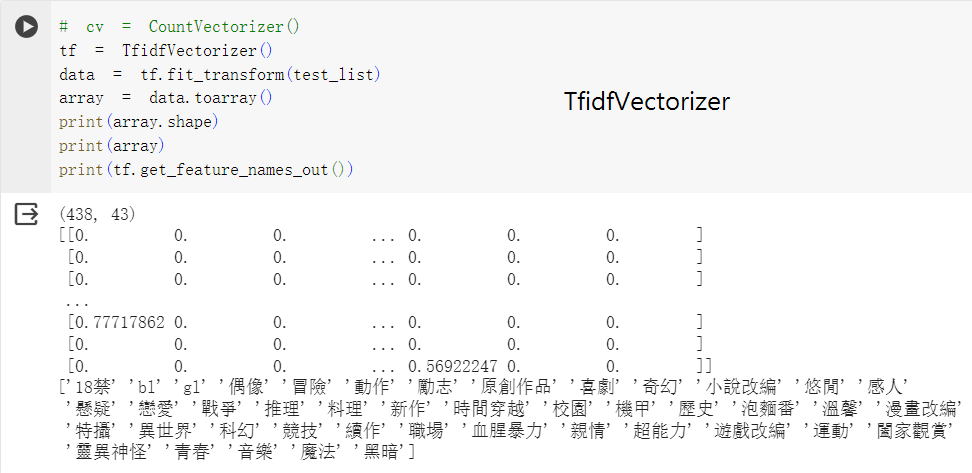 # cv = CountVectorizer()
tf = TfidfVectorizer()
data = tf.fit_transform(test_list)
array = data.toarray()
print(array.shape)
print(array)
print(tf.get_feature_names_out())
TfidfVectorizer
(438, 43)
[[0. 0. 0. ... 0. 0. 0. ]
[0. 0. 0. ... 0. 0. 0. ]
[0. 0. 0. ... 0. 0. 0. ]
...
[0.77717862 0. 0. ... 0. 0. 0. ]
[0. 0. 0. ... 0. 0. 0. ]
[0. 0. 0. ... 0.56922247 0. 0. ]]
['18禁' 'bl' 'gl' '偶像' '冒險' '動作' '勵志' '原創作品' '喜劇' '奇幻' '小說改編' '悠閒' '感人'
'懸疑' '戀愛' '戰爭' '推理' '料理' '新作' '時間穿越' '校園' '機甲' '歷史' '泡麵番' '溫馨' '漫畫改編'
'特攝' '異世界' '科幻' '競技' '續作' '職場' '血腥暴力' '親情' '超能力' '遊戲改編' '運動' '闔家觀賞'
'靈異神怪' '青春' '音樂' '魔法' '黑暗']